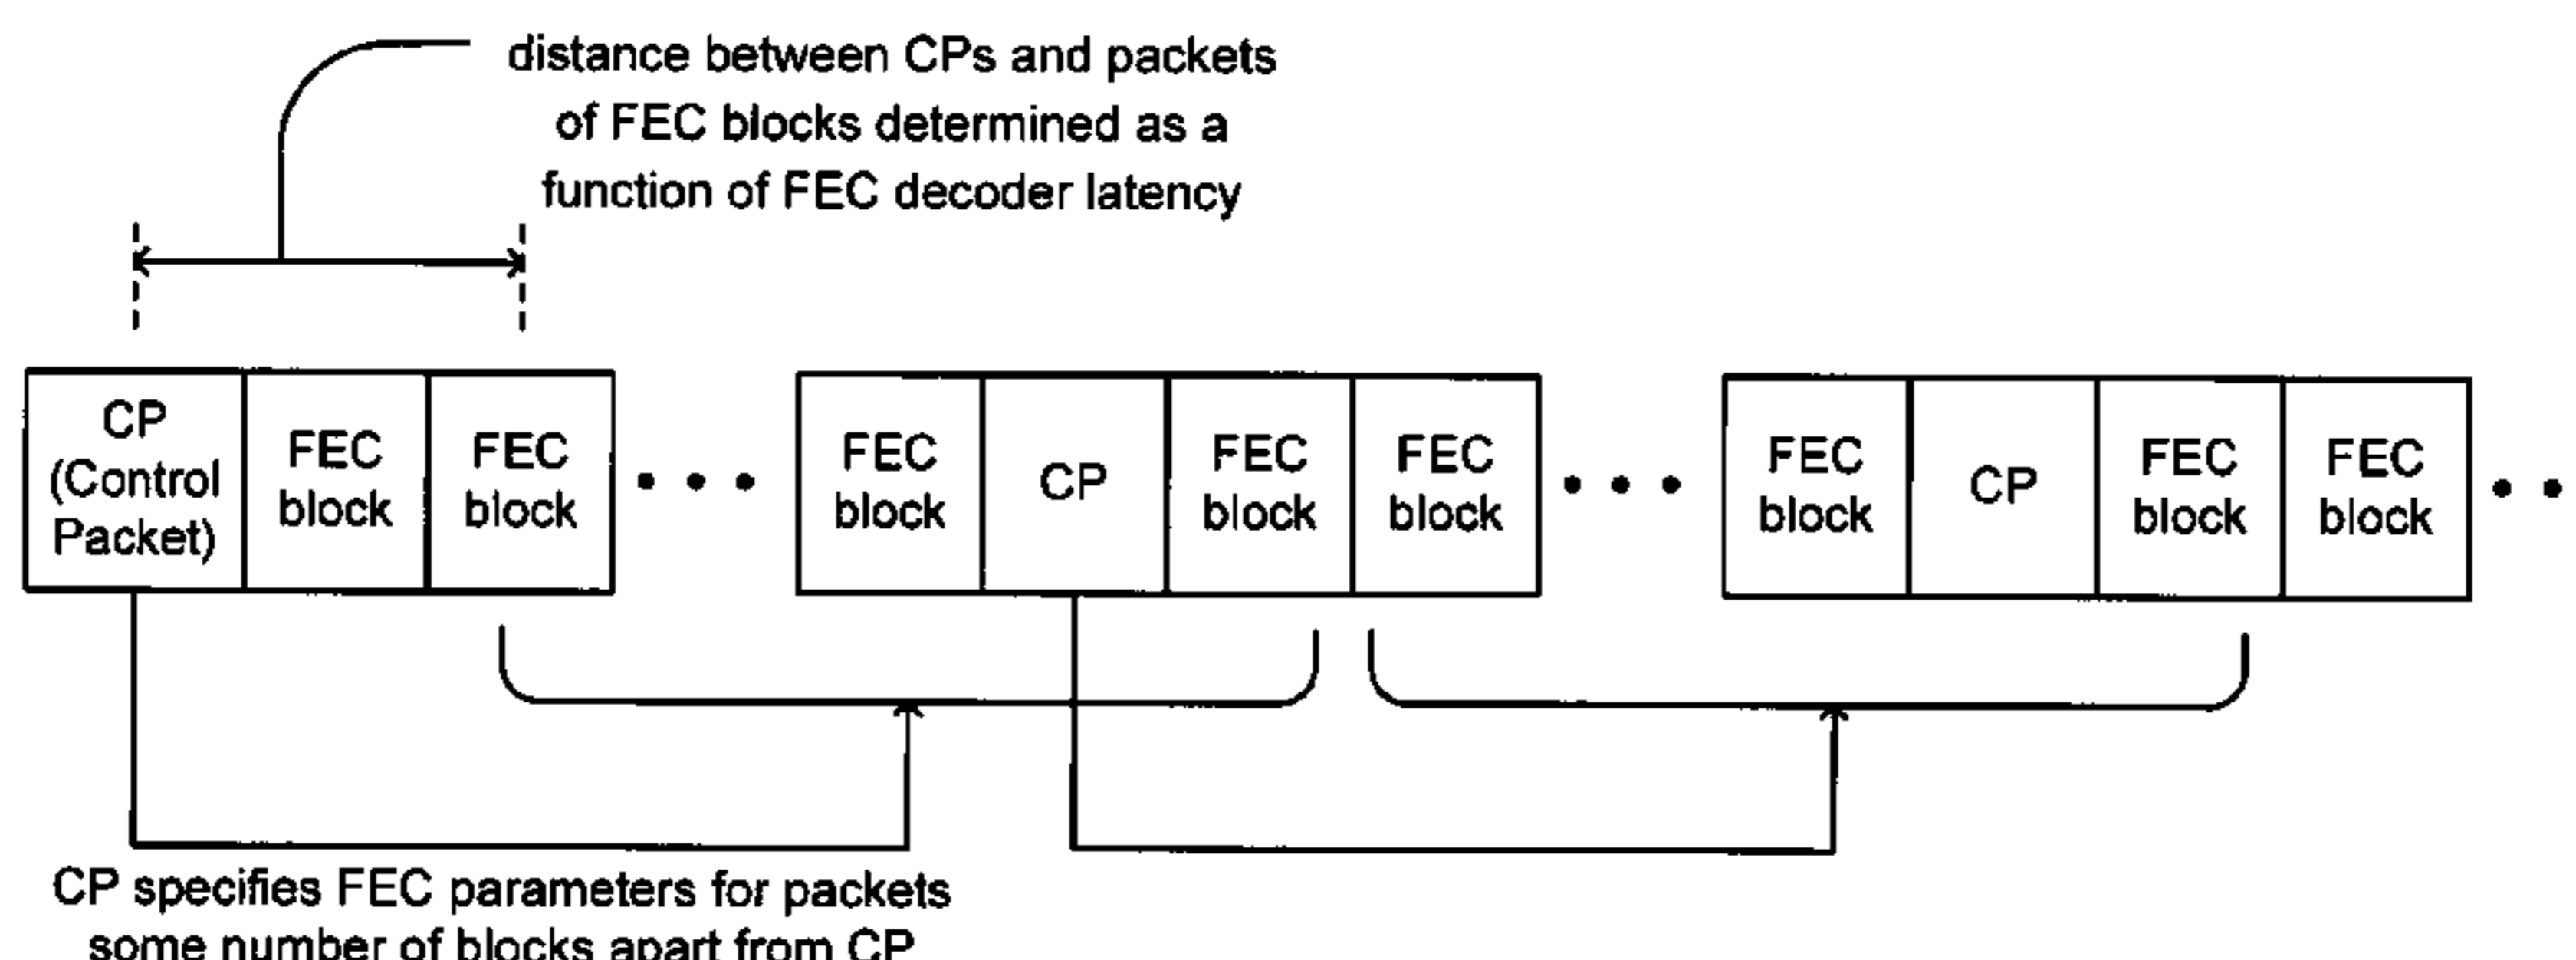 distance between CPs and packets
of FEC blocks determined as a
function of FEC decoder latency
CP
(Control
Packet)
FEC
block
FEC
block
FEC
block
CP
FEC
block
FEC
block
FEC
block
CP
FEC
block
FEC
block
CP specifies FEC parameters for packets
some number of blocks apart from CP